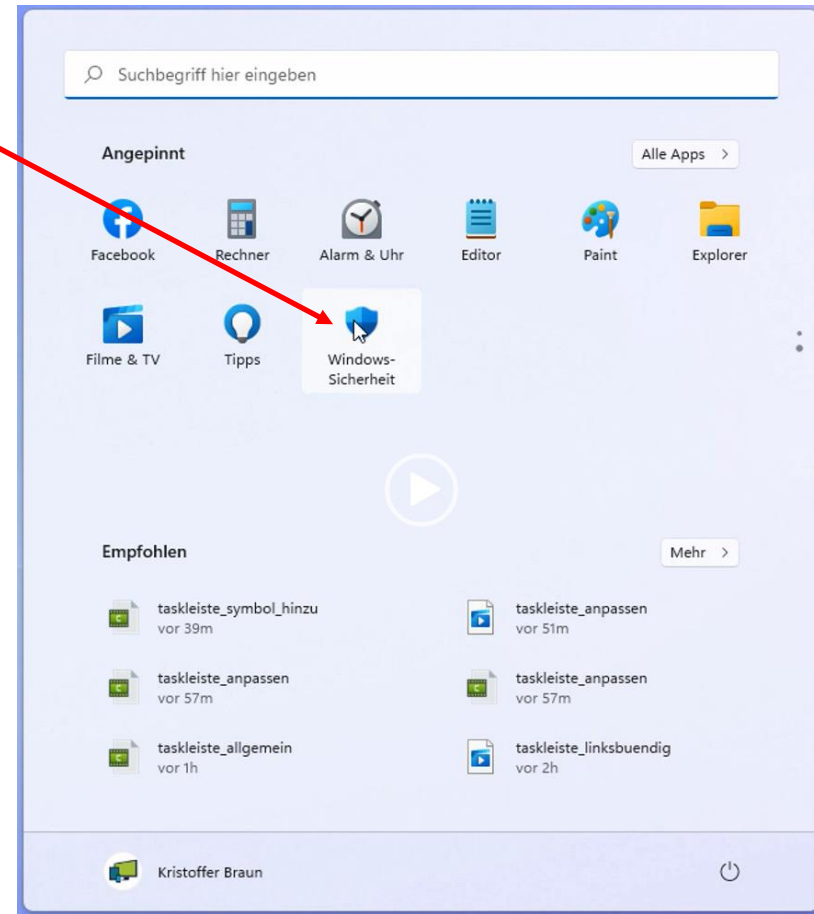 Suchbegriff hier eingeben
Angepinnt
Alle Apps >
Facebook
Rechner
Alarm & Uhr
Editor
Paint
Explorer
Filme & TV
Tipps
Windows-
Sicherheit
Empfohlen
Mehr >
taskleiste_symbol_hinzu
vor 39m
taskleiste_anpassen
vor 51m
taskleiste_anpassen
vor 57m
taskleiste_anpassen
vor 57m
taskleiste_allgemein
vor 1h
taskleiste_linksbuendig
vor 2h
Kristoffer Braun